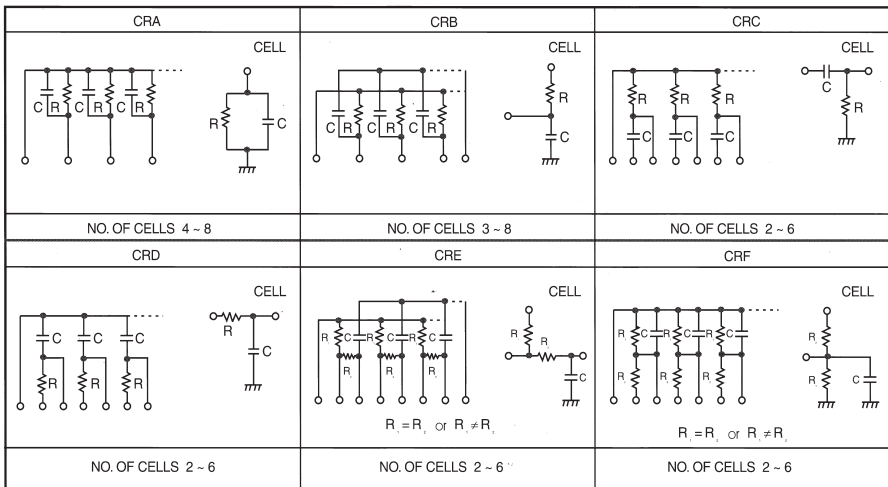 CRA
CRB
CRC
CELL
C R C R C R
R
C
NO. OF CELLS 4 ~ 8
CELL
C R C R C R
R
C
NO. OF CELLS 3 ~ 8
CELL
R R R
C C C
C
R
NO. OF CELLS 2 ~ 6
CRD
CRE
CRF
CELL
C C C
R R R
R
C
NO. OF CELLS 2 ~ 6
CELL
R C R C R C
R R R
R
R
C
R = R or R ≠ R
NO. OF CELLS 2 ~ 6
CELL
R C R C R C
R R R
R
R C
R = R or R ≠ R
NO. OF CELLS 2 ~ 6